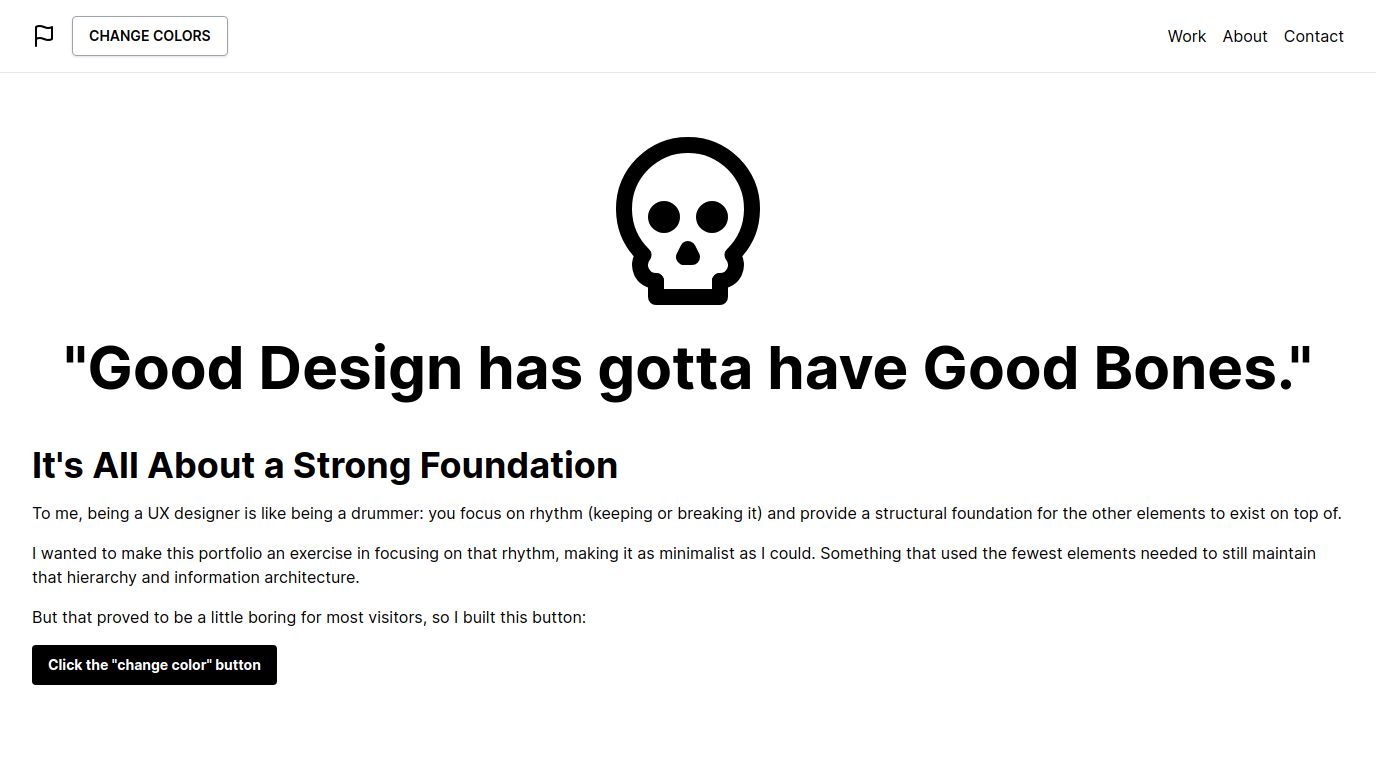 CHANGE COLORS
Work About Contact
"Good Design has gotta have Good Bones."
It's All About a Strong Foundation
To me, being a UX designer is like being a drummer: you focus on rhythm (keeping or breaking it) and provide a structural foundation for the other elements to exist on top of.
I wanted to make this portfolio an exercise in focusing on that rhythm, making it as minimalist as I could. Something that used the fewest elements needed to still maintain
that hierarchy and information architecture.
But that proved to be a little boring for most visitors, so I built this button:
Click the "change color" button